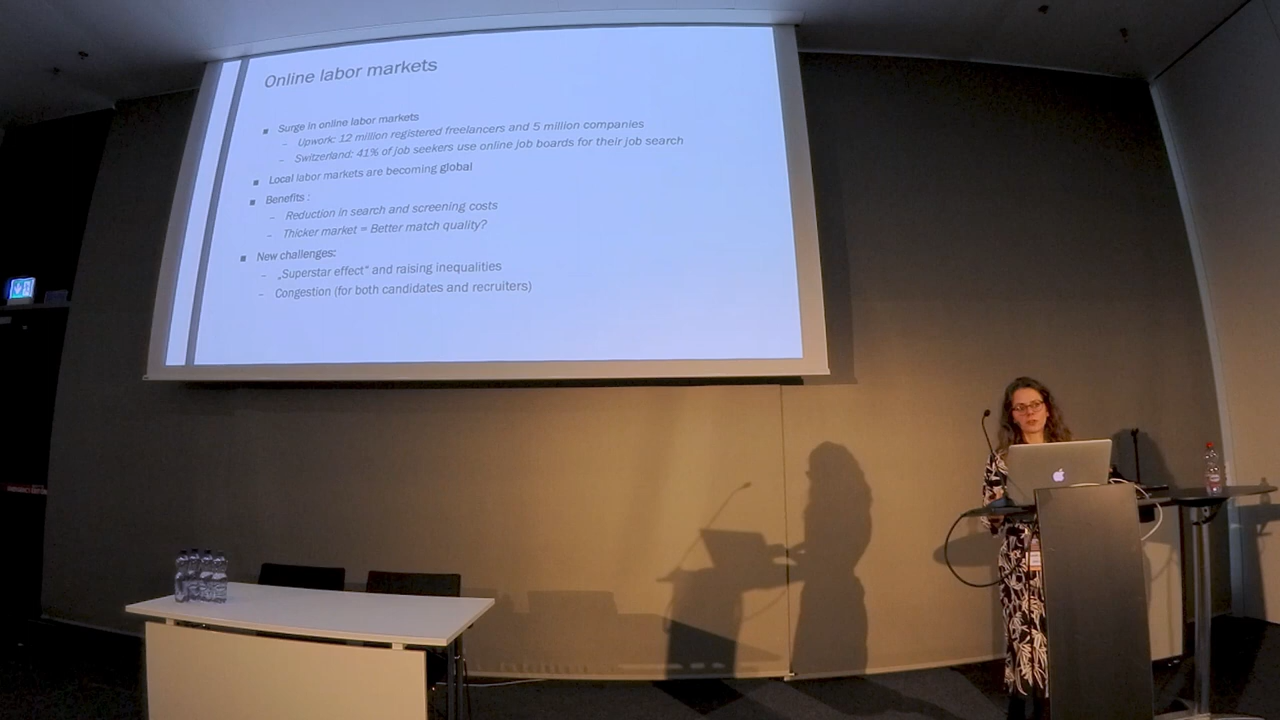 Online labor markets
Surge in online labor markets
– Upwork: 12 million registered freelancers and 5 million companies
– Switzerland: 41% of job seekers use online job boards for their job search
Local labor markets are becoming global
Benefits :
– Reduction in search and screening costs
– Thicker market = Better match quality?
New challenges:
– „Superstar effect“ and raising inequalities
– Congestion (for both candidates and recruiters)